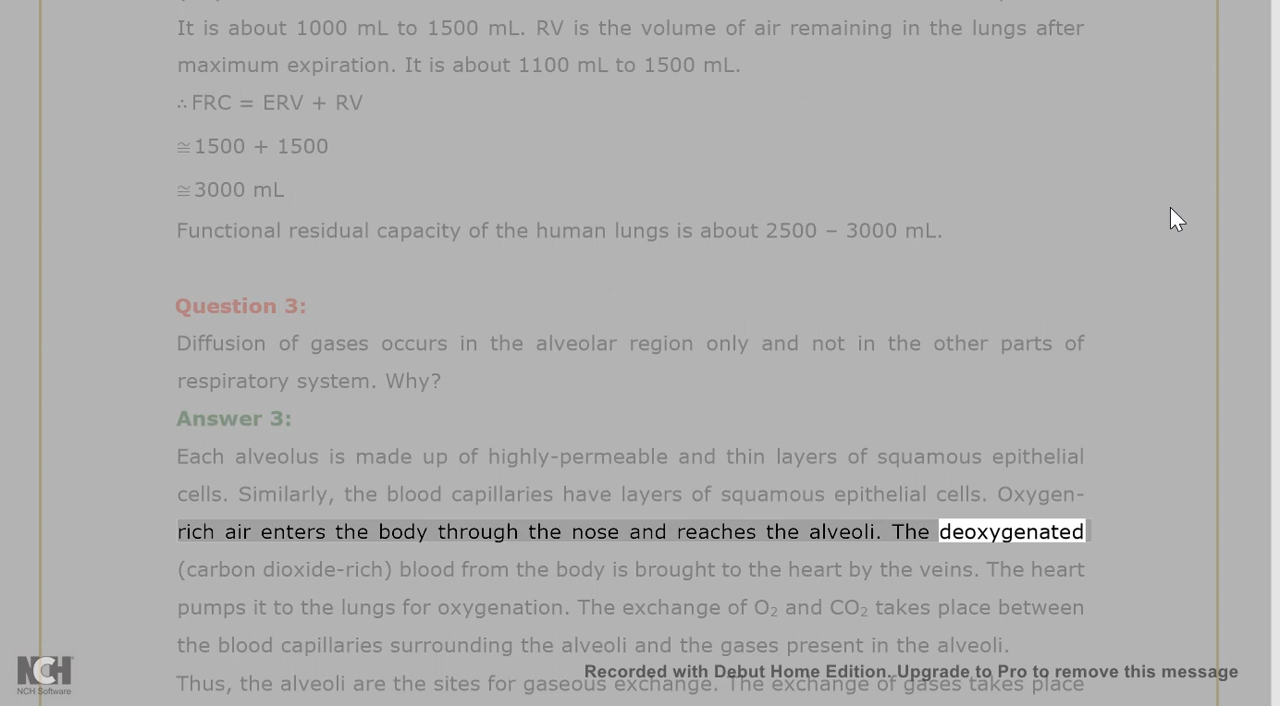 It is about 1000 mL to 1500 mL. RV is the volume of air remaining in the lungs after
maximum expiration. It is about 1100 mL to 1500 mL.
∴ FRC = ERV + RV
≅ 1500 + 1500
≅ 3000 mL
Functional residual capacity of the human lungs is about 2500 – 3000 mL.
Question 3:
Diffusion of gases occurs in the alveolar region only and not in the other parts of
respiratory system. Why?
Answer 3:
Each alveolus is made up of highly-permeable and thin layers of squamous epithelial
cells. Similarly, the blood capillaries have layers of squamous epithelial cells. Oxygen-
rich air enters the body through the nose and reaches the alveoli. The deoxygenated
(carbon dioxide-rich) blood from the body is brought to the heart by the veins. The heart
pumps it to the lungs for oxygenation. The exchange of O₂ and CO₂ takes place between
the blood capillaries surrounding the alveoli and the gases present in the alveoli.
Thus, the alveoli are the sites for gaseous exchange. The exchange of gases takes place
NCH
NCH Software
Recorded with Debut Home Edition. Upgrade to Pro to remove this message